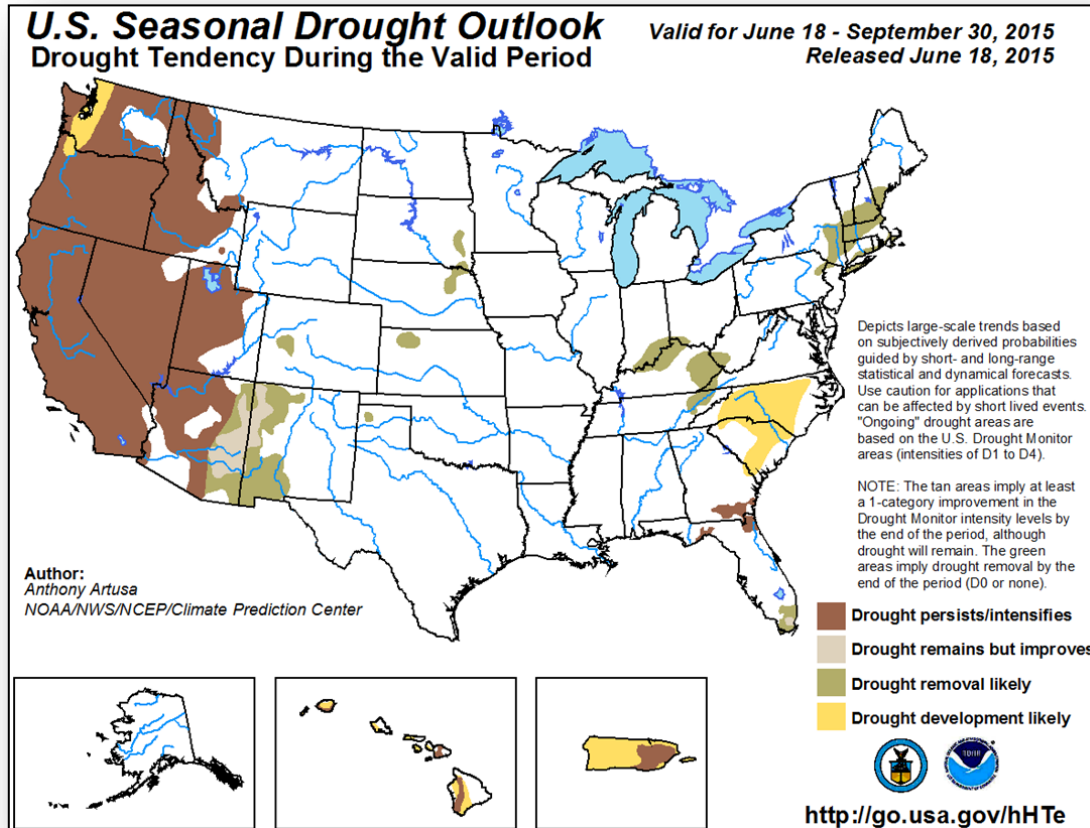 U.S. Seasonal Drought Outlook
Drought Tendency During the Valid Period
Valid for June 18 - September 30, 2015
Released June 18, 2015
Depicts large-scale trends based
on subjectively derived probabilities
guided by short- and long-range
statistical and dynamical forecasts.
Use caution for applications that
can be affected by short lived events.
"Ongoing" drought areas are
based on the U.S. Drought Monitor
areas (intensities of D1 to D4).
NOTE: The tan areas imply at least
a 1-category improvement in the
Drought Monitor intensity levels by
the end of the period, although
drought will remain. The green
areas imply drought removal by the
end of the period (D0 or none).
Author:
Anthony Artusa
NOAA/NWS/NCEP/Climate Prediction Center
Drought persists/intensifies
Drought remains but improves
Drought removal likely
Drought development likely
http://go.usa.gov/hHTe